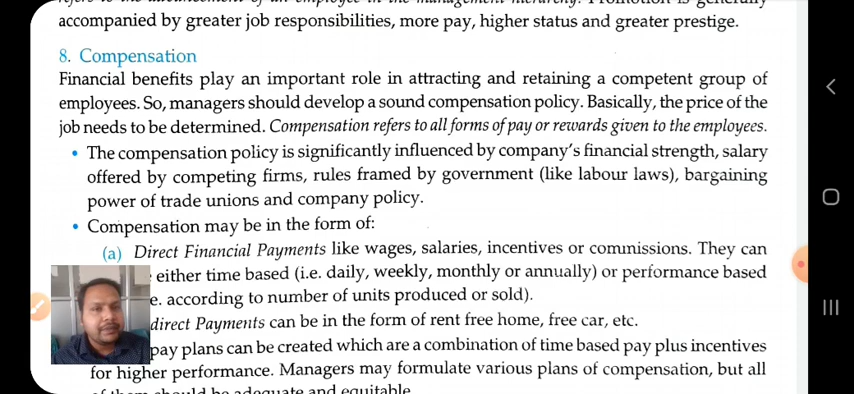 accompanied by greater job responsibilities, more pay, higher status and greater prestige.
8. Compensation
Financial benefits play an important role in attracting and retaining a competent group of
employees. So, managers should develop a sound compensation policy. Basically, the price of the
job needs to be determined. Compensation refers to all forms of pay or rewards given to the employees.
• The compensation policy is significantly influenced by company's financial strength, salary
offered by competing firms, rules framed by government (like labour laws), bargaining
power of trade unions and company policy.
• Compensation may be in the form of:
(a) Direct Financial Payments like wages, salaries, incentives or commissions. They can
either time based (i.e. daily, weekly, monthly or annually) or performance based
e. according to number of units produced or sold).
direct Payments can be in the form of rent free home, free car, etc.
pay plans can be created which are a combination of time based pay plus incentives
for higher performance. Managers may formulate various plans of compensation, but all